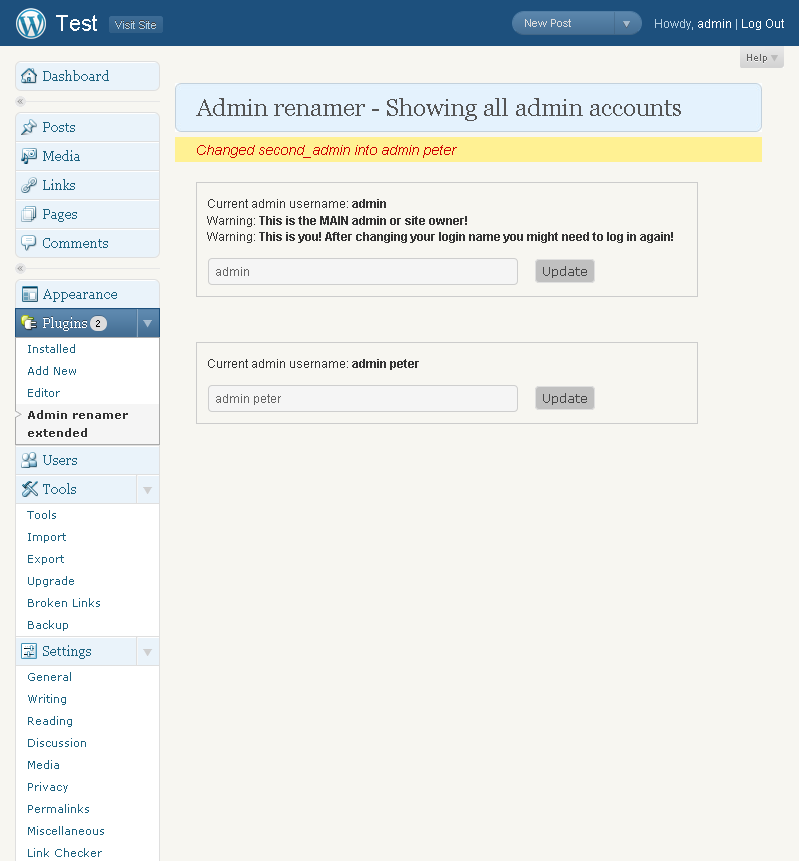 Test Visit Site New Post Howdy, admin | Log Out
Help
Dashboard
Posts
Media
Links
Pages
Comments
Appearance
Plugins 2
Installed
Add New
Editor
Admin renamer
extended
Users
Tools
Tools
Import
Export
Upgrade
Broken Links
Backup
Settings
General
Writing
Reading
Discussion
Media
Privacy
Permalinks
Miscellaneous
Link Checker
Admin renamer - Showing all admin accounts
Changed second_admin into admin peter
Current admin username: admin
Warning: This is the MAIN admin or site owner!
Warning: This is you! After changing your login name you might need to log in again!
admin Update
Current admin username: admin peter
admin peter Update